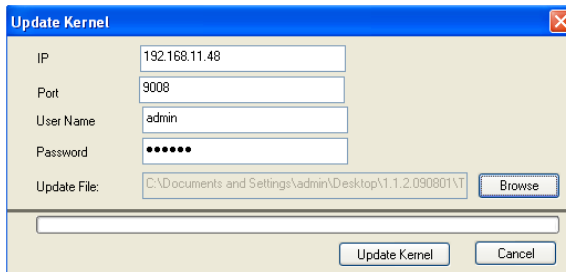 Update Kernel
IP 192.168.11.48
Port 9008
User Name admin
Password ••••••
Update File: C:\Documents and Settings\admin\Desktop\1.1.2.090801\T Browse
Update Kernel Cancel